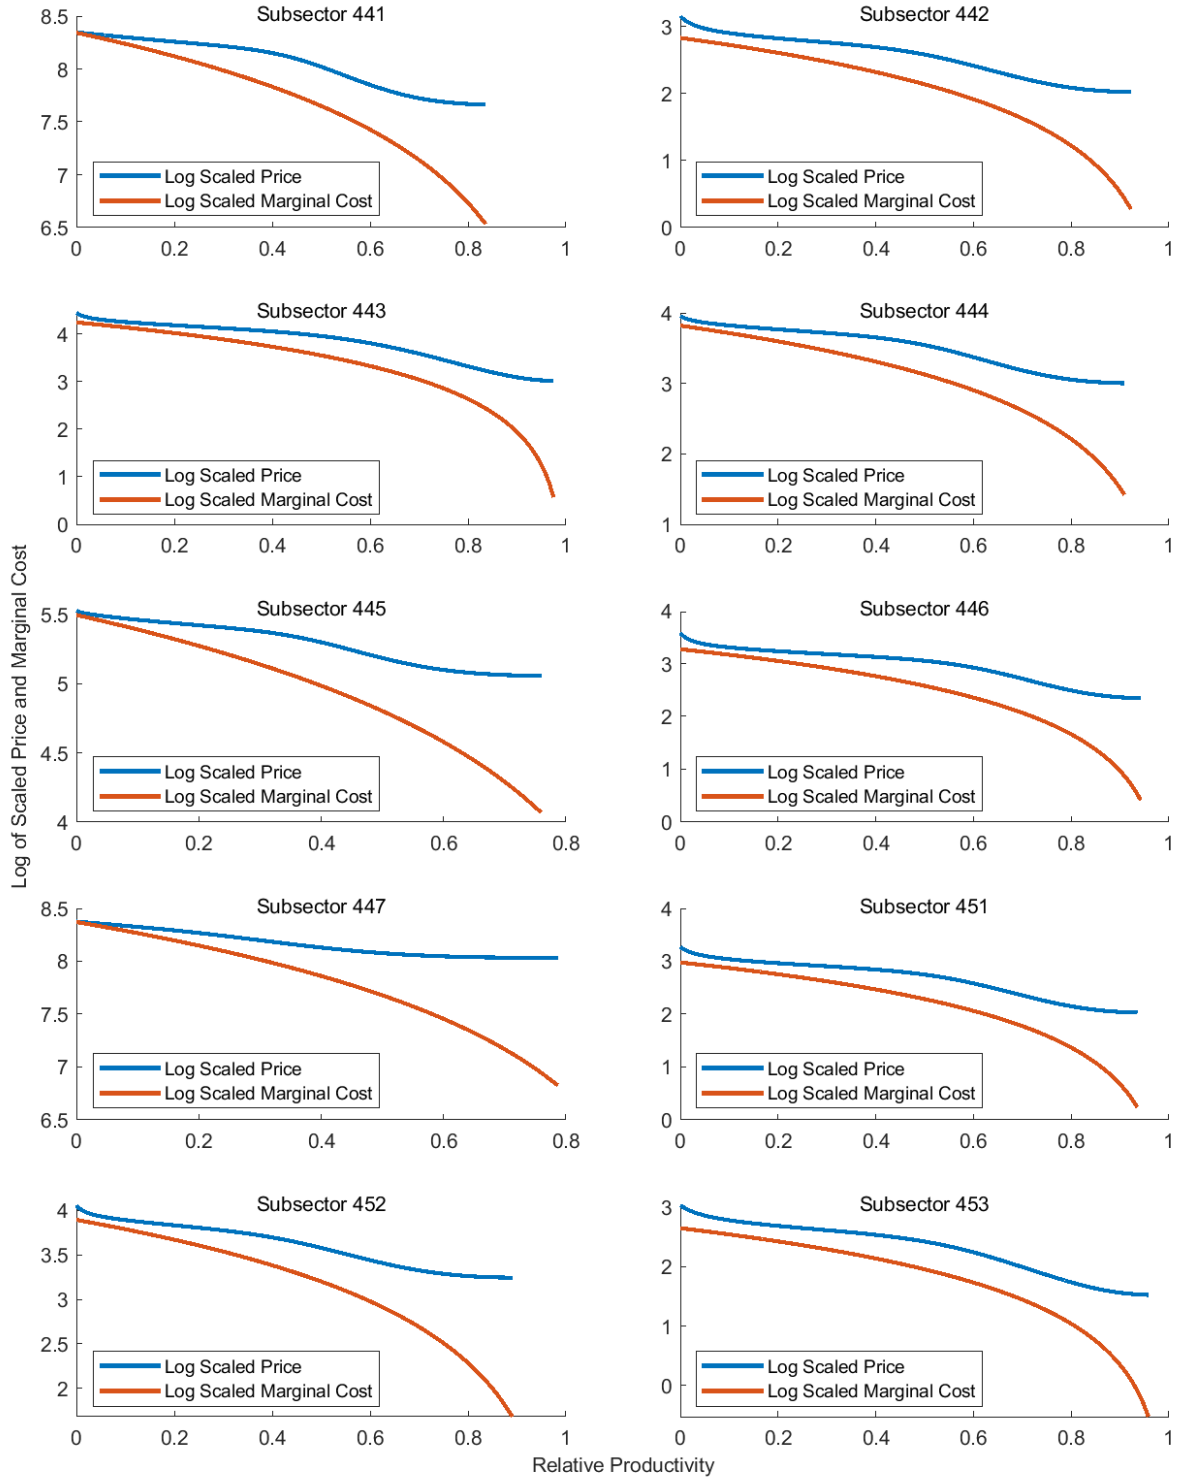 Subsector 441
8.5
8
7.5
7
6.5
Log Scaled Price
Log Scaled Marginal Cost
0 0.2 0.4 0.6 0.8 1
Subsector 442
3
2
1
0
Log Scaled Price
Log Scaled Marginal Cost
0 0.2 0.4 0.6 0.8 1
Subsector 443
4
3
2
1
0
Log Scaled Price
Log Scaled Marginal Cost
0 0.2 0.4 0.6 0.8 1
Subsector 444
4
3
2
1
Log Scaled Price
Log Scaled Marginal Cost
0 0.2 0.4 0.6 0.8 1
Log of Scaled Price and Marginal Cost
Subsector 445
5.5
5
4.5
4
Log Scaled Price
Log Scaled Marginal Cost
0 0.2 0.4 0.6 0.8
Subsector 446
4
3
2
1
0
Log Scaled Price
Log Scaled Marginal Cost
0 0.2 0.4 0.6 0.8 1
Subsector 447
8.5
8
7.5
7
6.5
Log Scaled Price
Log Scaled Marginal Cost
0 0.2 0.4 0.6 0.8
Subsector 451
4
3
2
1
0
Log Scaled Price
Log Scaled Marginal Cost
0 0.2 0.4 0.6 0.8 1
Subsector 452
4
3.5
3
2.5
2
Log Scaled Price
Log Scaled Marginal Cost
0 0.2 0.4 0.6 0.8 1
Subsector 453
3
2
1
0
Log Scaled Price
Log Scaled Marginal Cost
0 0.2 0.4 0.6 0.8 1
Relative Productivity